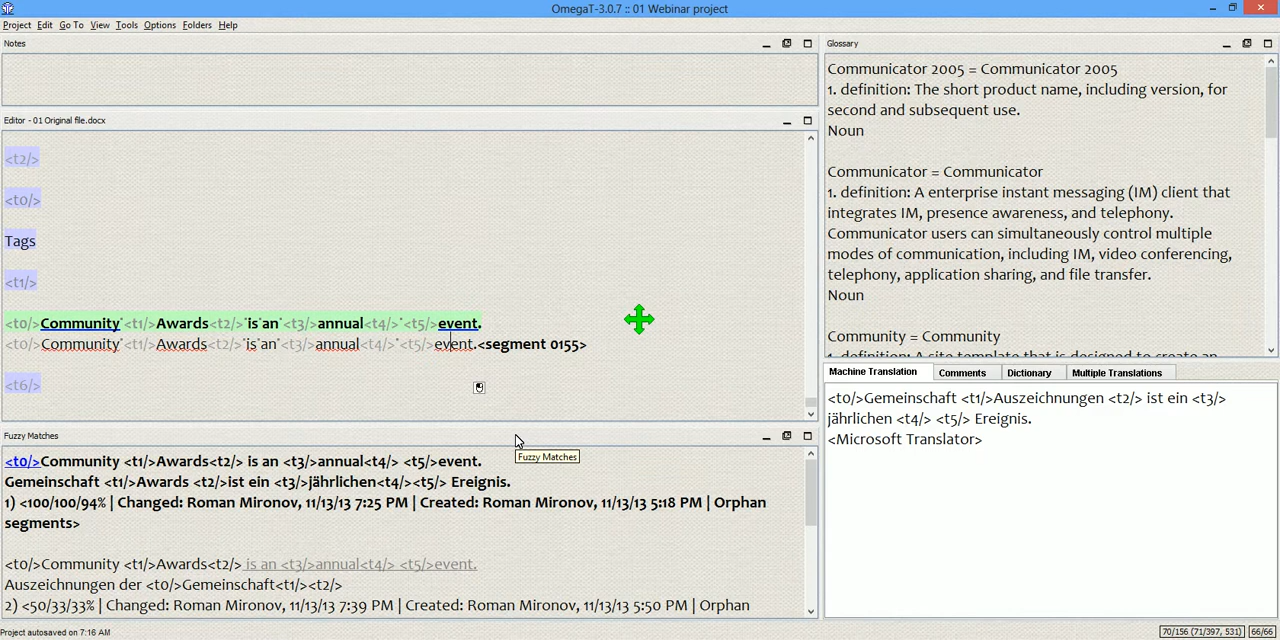 OmegaT-3.0.7 :: 01 Webinar project
Project Edit Go To View Tools Options Folders Help
Notes
Editor - 01 Original file.docx
<t2/>
<t0/>
Tags
<t1/>
<t0/>Community <t1/>Awards<t2/> is an <t3/>annual<t4/> <t5/>event.
<t0/>Community <t1/>Awards<t2/> is an <t3/>annual<t4/> <t5/>event.<segment 0155>
<t6/>
Fuzzy Matches
Fuzzy Matches
<t0/>Community <t1/>Awards<t2/> is an <t3/>annual<t4/> <t5/>event.
Gemeinschaft <t1/>Awards <t2/>ist ein <t3/>jährlichen<t4/><t5/> Ereignis.
1) <100/100/94% | Changed: Roman Mironov, 11/13/13 7:25 PM | Created: Roman Mironov, 11/13/13 5:18 PM | Orphan
segments>
<t0/>Community <t1/>Awards<t2/> is an <t3/>annual<t4/> <t5/>event.
Auszeichnungen der <t0/>Gemeinschaft<t1/><t2/>
2) <50/33/33% | Changed: Roman Mironov, 11/13/13 7:39 PM | Created: Roman Mironov, 11/13/13 5:50 PM | Orphan
Glossary
Communicator 2005 = Communicator 2005
1. definition: The short product name, including version, for
second and subsequent use.
Noun
Communicator = Communicator
1. definition: A enterprise instant messaging (IM) client that
integrates IM, presence awareness, and telephony.
Communicator users can simultaneously control multiple
modes of communication, including IM, video conferencing,
telephony, application sharing, and file transfer.
Noun
Community = Community
1. definition: A site template that is designed to create an
Machine Translation Comments Dictionary Multiple Translations
<t0/>Gemeinschaft <t1/>Auszeichnungen <t2/> ist ein <t3/>
jährlichen <t4/> <t5/> Ereignis.
<Microsoft Translator>
Project autosaved on 7:16 AM
70/156 (71/397, 531) 66/66